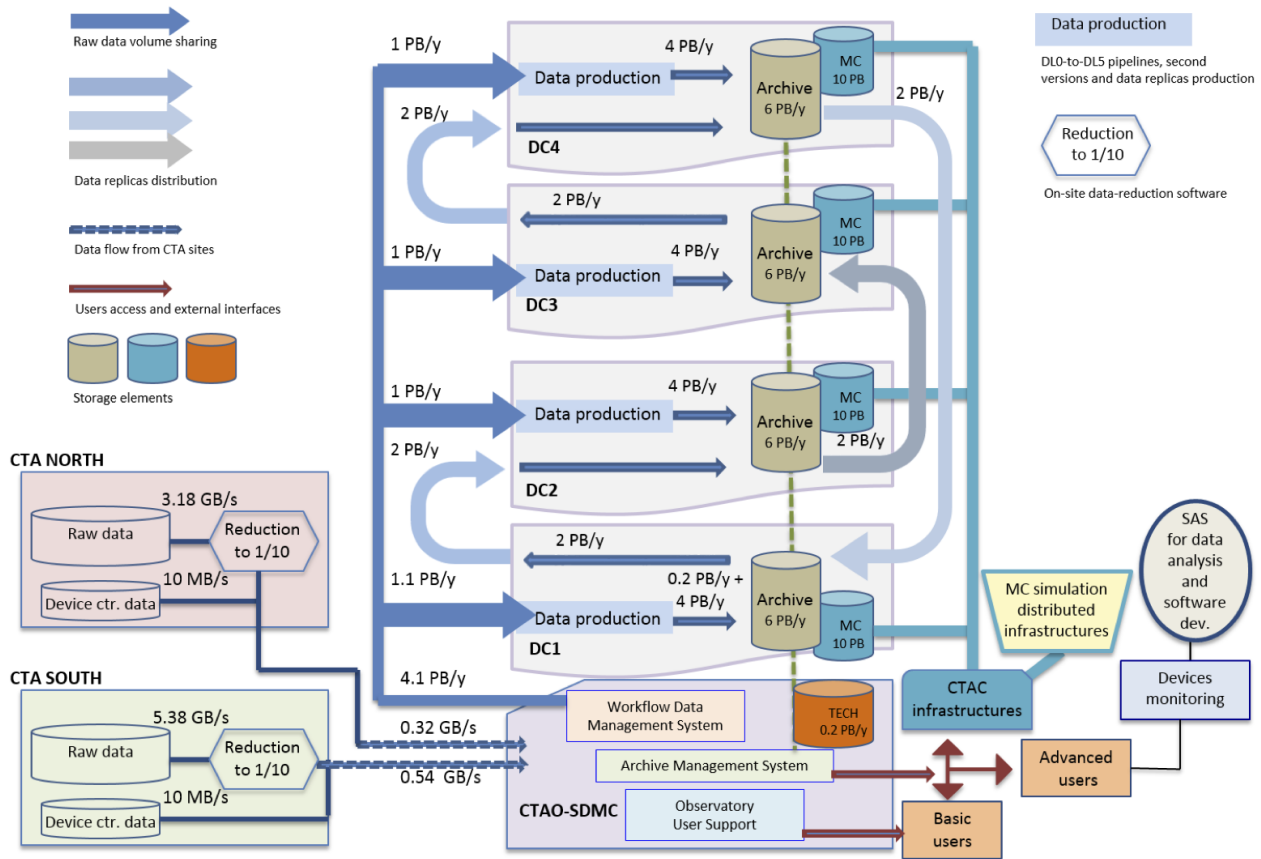 Raw data volume sharing
Data replicas distribution
Data flow from CTA sites
Users access and external interfaces
Storage elements
Data production
DL0-to-DL5 pipelines, second
versions and data replicas production
Reduction
to 1/10
On-site data-reduction software
1 PB/y
Data production
4 PB/y
Archive
6 PB/y
MC
10 PB
2 PB/y
2 PB/y
DC4
2 PB/y
1 PB/y
Data production
4 PB/y
Archive
6 PB/y
MC
10 PB
DC3
1 PB/y
Data production
4 PB/y
Archive
6 PB/y
MC
10 PB
2 PB/y
2 PB/y
DC2
2 PB/y
1.1 PB/y
Data production
0.2 PB/y +
4 PB/y
Archive
6 PB/y
MC
10 PB
DC1
4.1 PB/y
CTA NORTH
3.18 GB/s
Raw data
Reduction
to 1/10
10 MB/s
Device ctr. data
CTA SOUTH
5.38 GB/s
Raw data
Reduction
to 1/10
10 MB/s
Device ctr. data
0.32 GB/s
0.54 GB/s
Workflow Data
Management System
TECH
0.2 PB/y
Archive Management System
CTAO-SDMC
Observatory
User Support
CTAC
infrastructures
MC simulation
distributed
infrastructures
SAS
for data
analysis
and
software
dev.
Devices
monitoring
Advanced
users
Basic
users